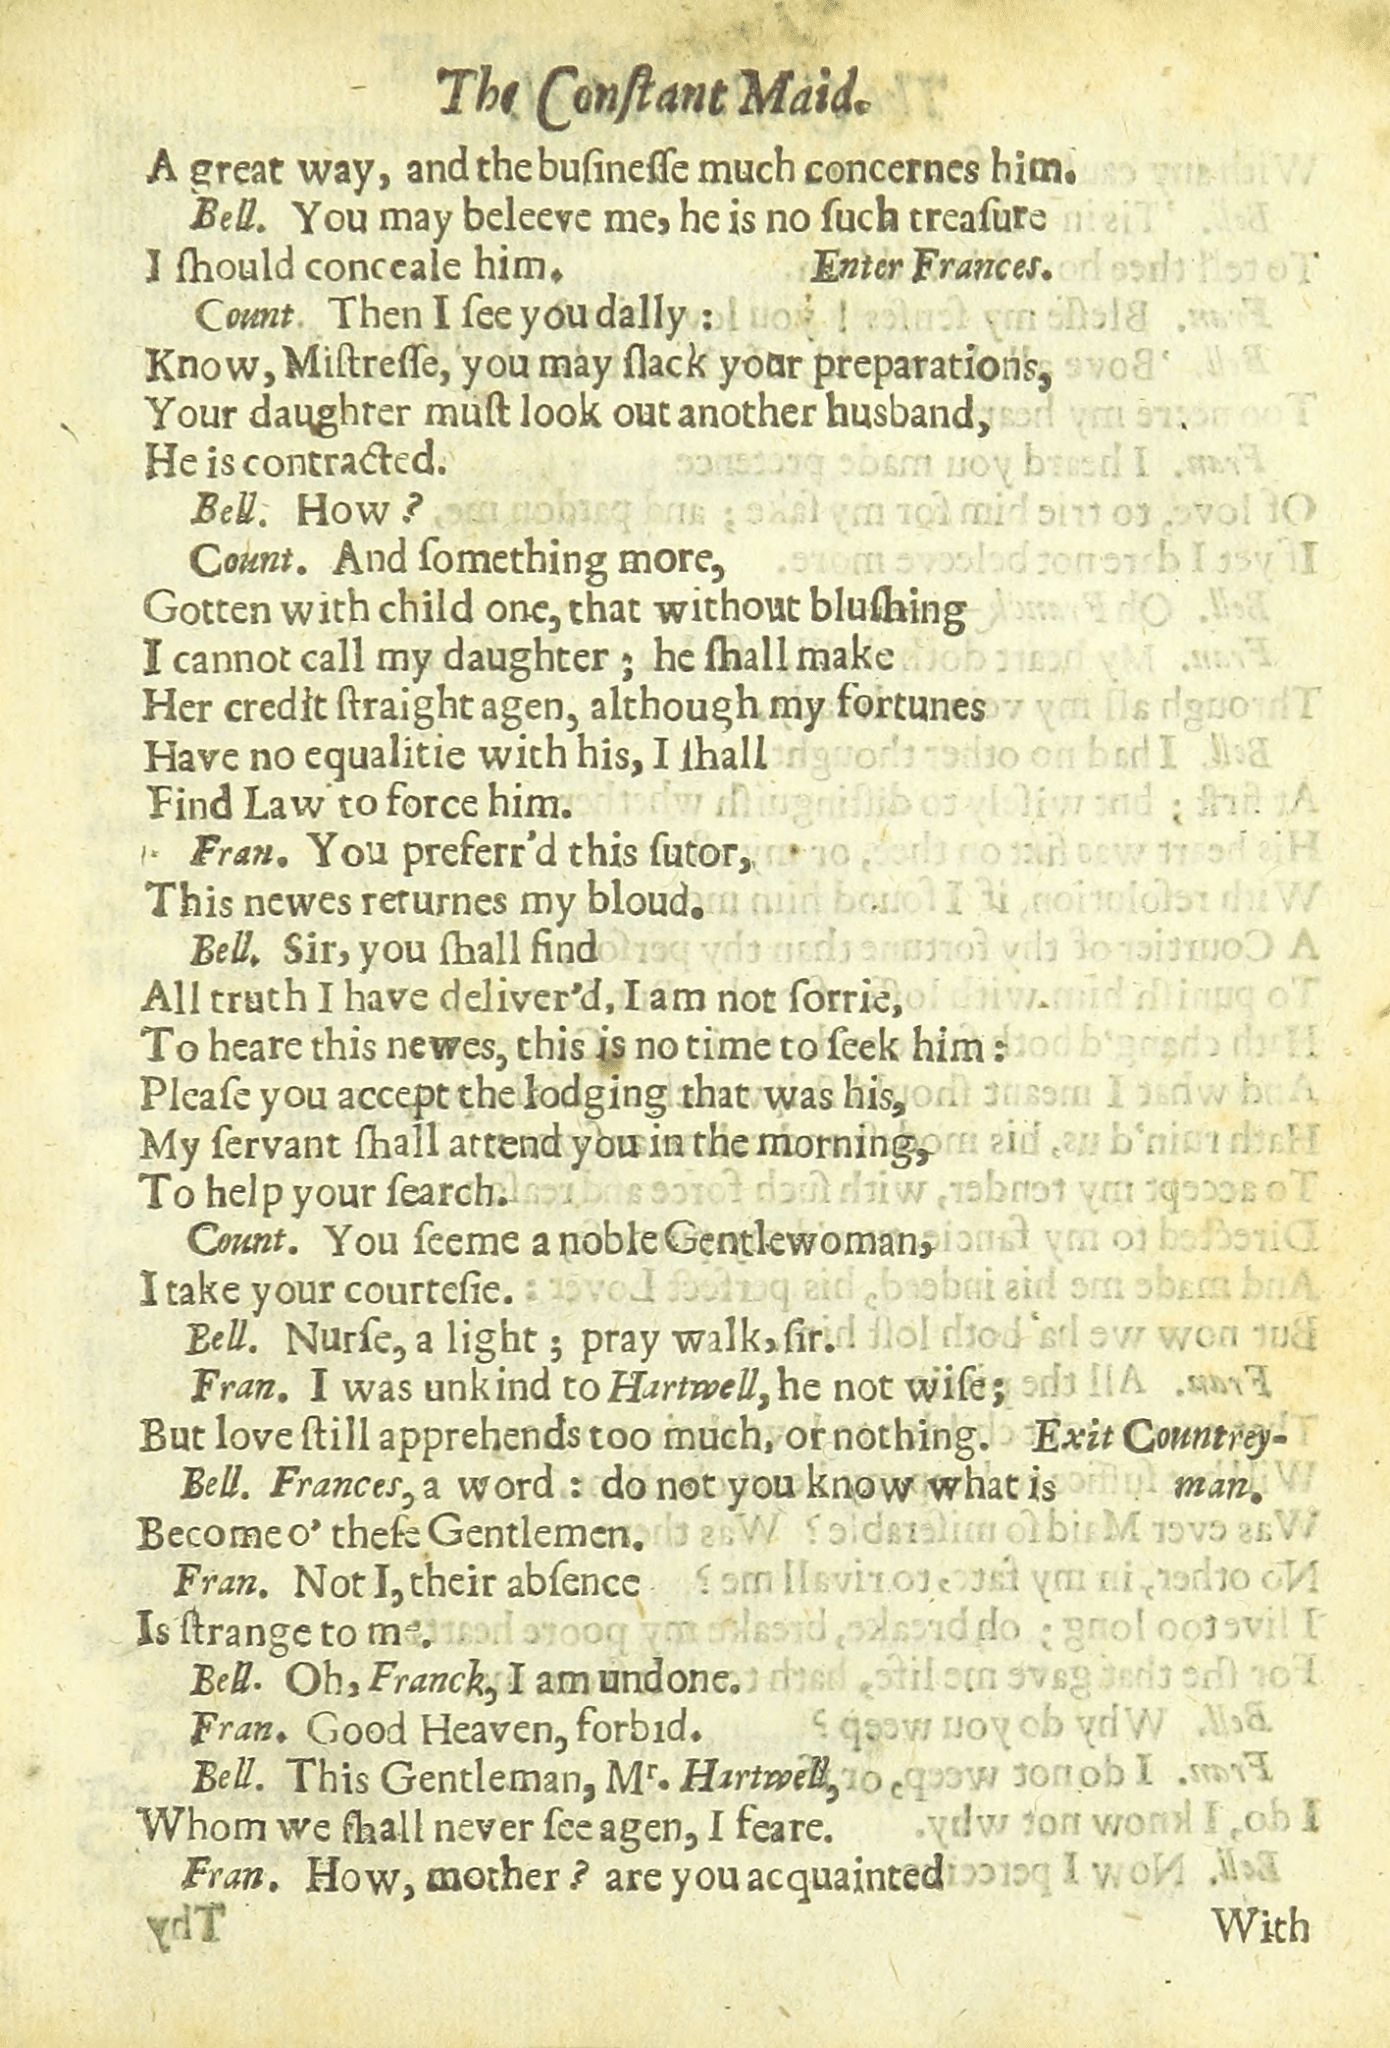 The Conſtant Maid.
A great way, and the buſineſſe much concernes him.
Bell. You may beleeve me, he is no ſuch treaſure
I ſhould conceale him. Enter Frances.
Count. Then I ſee you dally :
Know, Miſtreſſe, you may ſlack your preparations,
Your daughter muſt look out another husband,
He is contracted.
Bell. How ?
Count. And ſomething more,
Gotten with child one, that without bluſhing
I cannot call my daughter ; he ſhall make
Her credit ſtraight agen, although my fortunes
Have no equalitie with his, I ſhall
Find Law to force him.
Fran. You preferr'd this ſutor,
This newes returnes my bloud.
Bell. Sir, you ſhall find
All truth I have deliver'd, I am not ſorrie,
To heare this newes, this is no time to ſeek him :
Pleaſe you accept the lodging that was his,
My ſervant ſhall attend you in the morning,
To help your ſearch.
Count. You ſeeme a noble Gentlewoman,
I take your courteſie.
Bell. Nurſe, a light ; pray walk, ſir.
Fran. I was unkind to Hartwell, he not wiſe;
But love ſtill apprehends too much, or nothing. Exit Countrey-
Bell. Frances, a word : do not you know what is man.
Become o' theſe Gentlemen.
Fran. Not I, their abſence
Is ſtrange to me.
Bell. Oh, Franck, I am undone.
Fran. Good Heaven, forbid.
Bell. This Gentleman, Mr. Hartwell,
Whom we ſhall never ſee agen, I feare.
Fran. How, mother ? are you acquainted
With